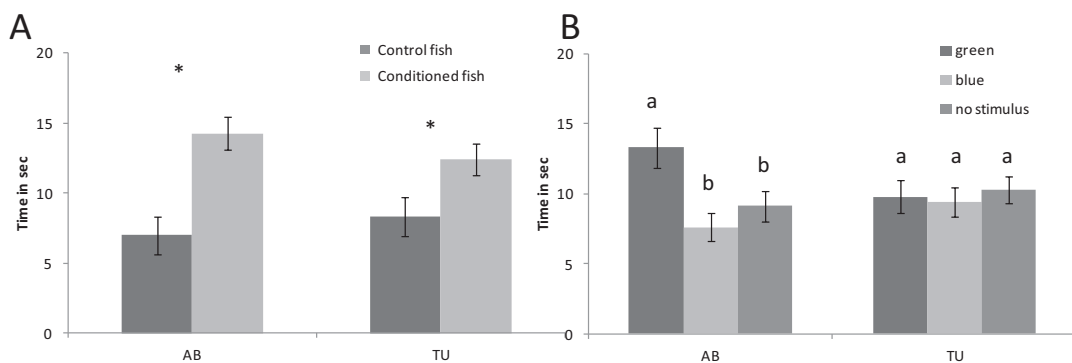 A
Control fish
Conditioned fish
Time in sec
20
15
10
5
0
*
*
AB
TU
B
green
blue
no stimulus
Time in sec
20
15
10
5
0
a
b
b
a
a
a
AB
TU